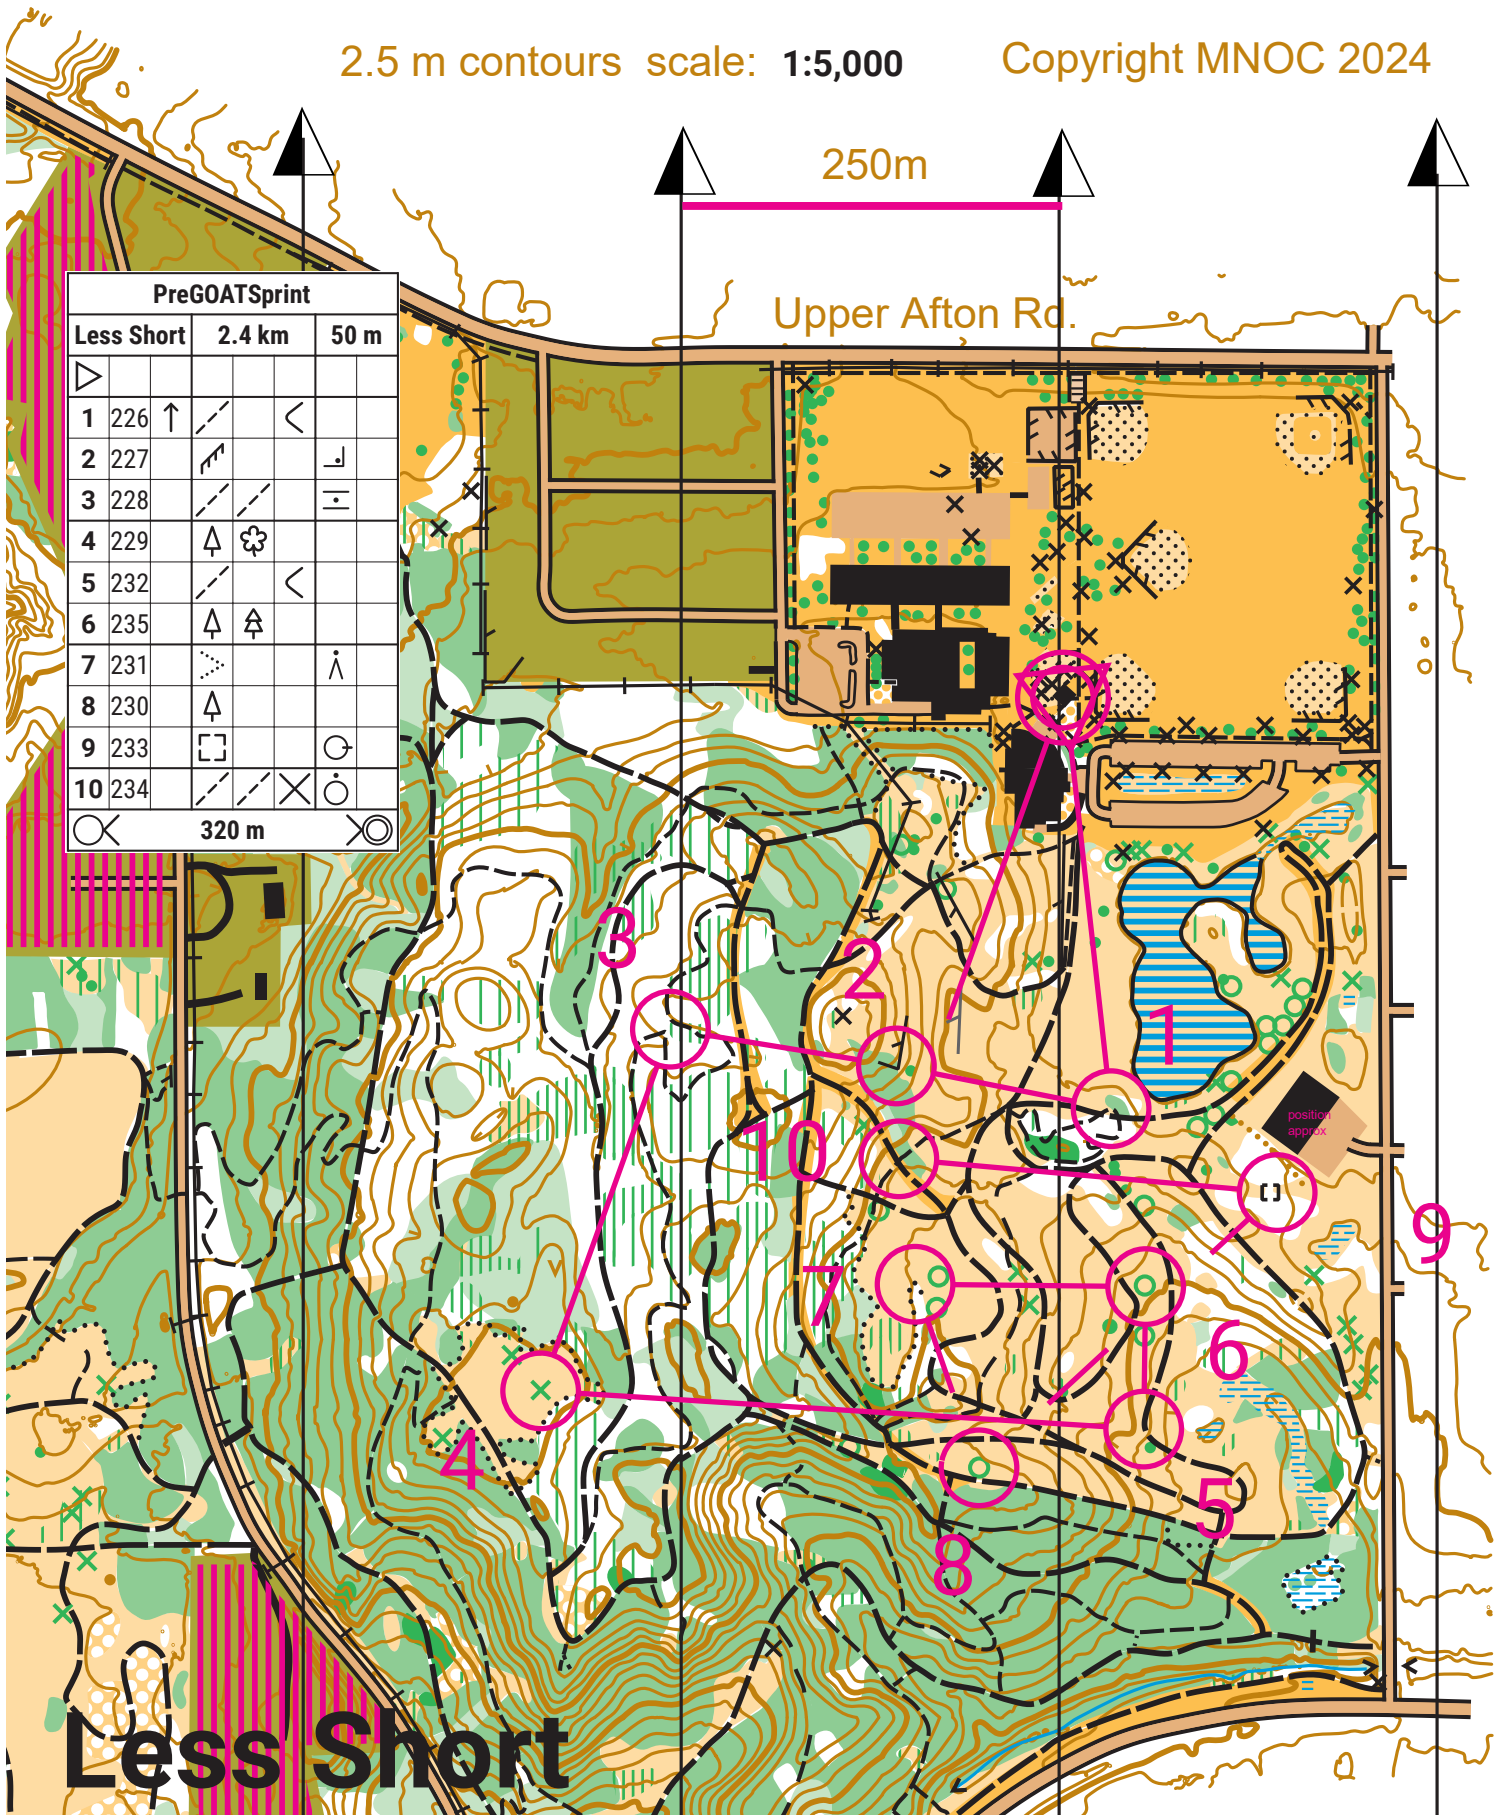 2.5 m contours scale: 1:5,000
Copyright MNOC 2024
250m
Upper Afton Rd.
PreGOATSprint
Less Short 2.4 km 50 m
1 226
2 227
3 228
4 229
5 232
6 235
7 231
8 230
9 233
10 234
320 m
3
2
1
position
approx
10
9
7
6
4
5
8
Less Short